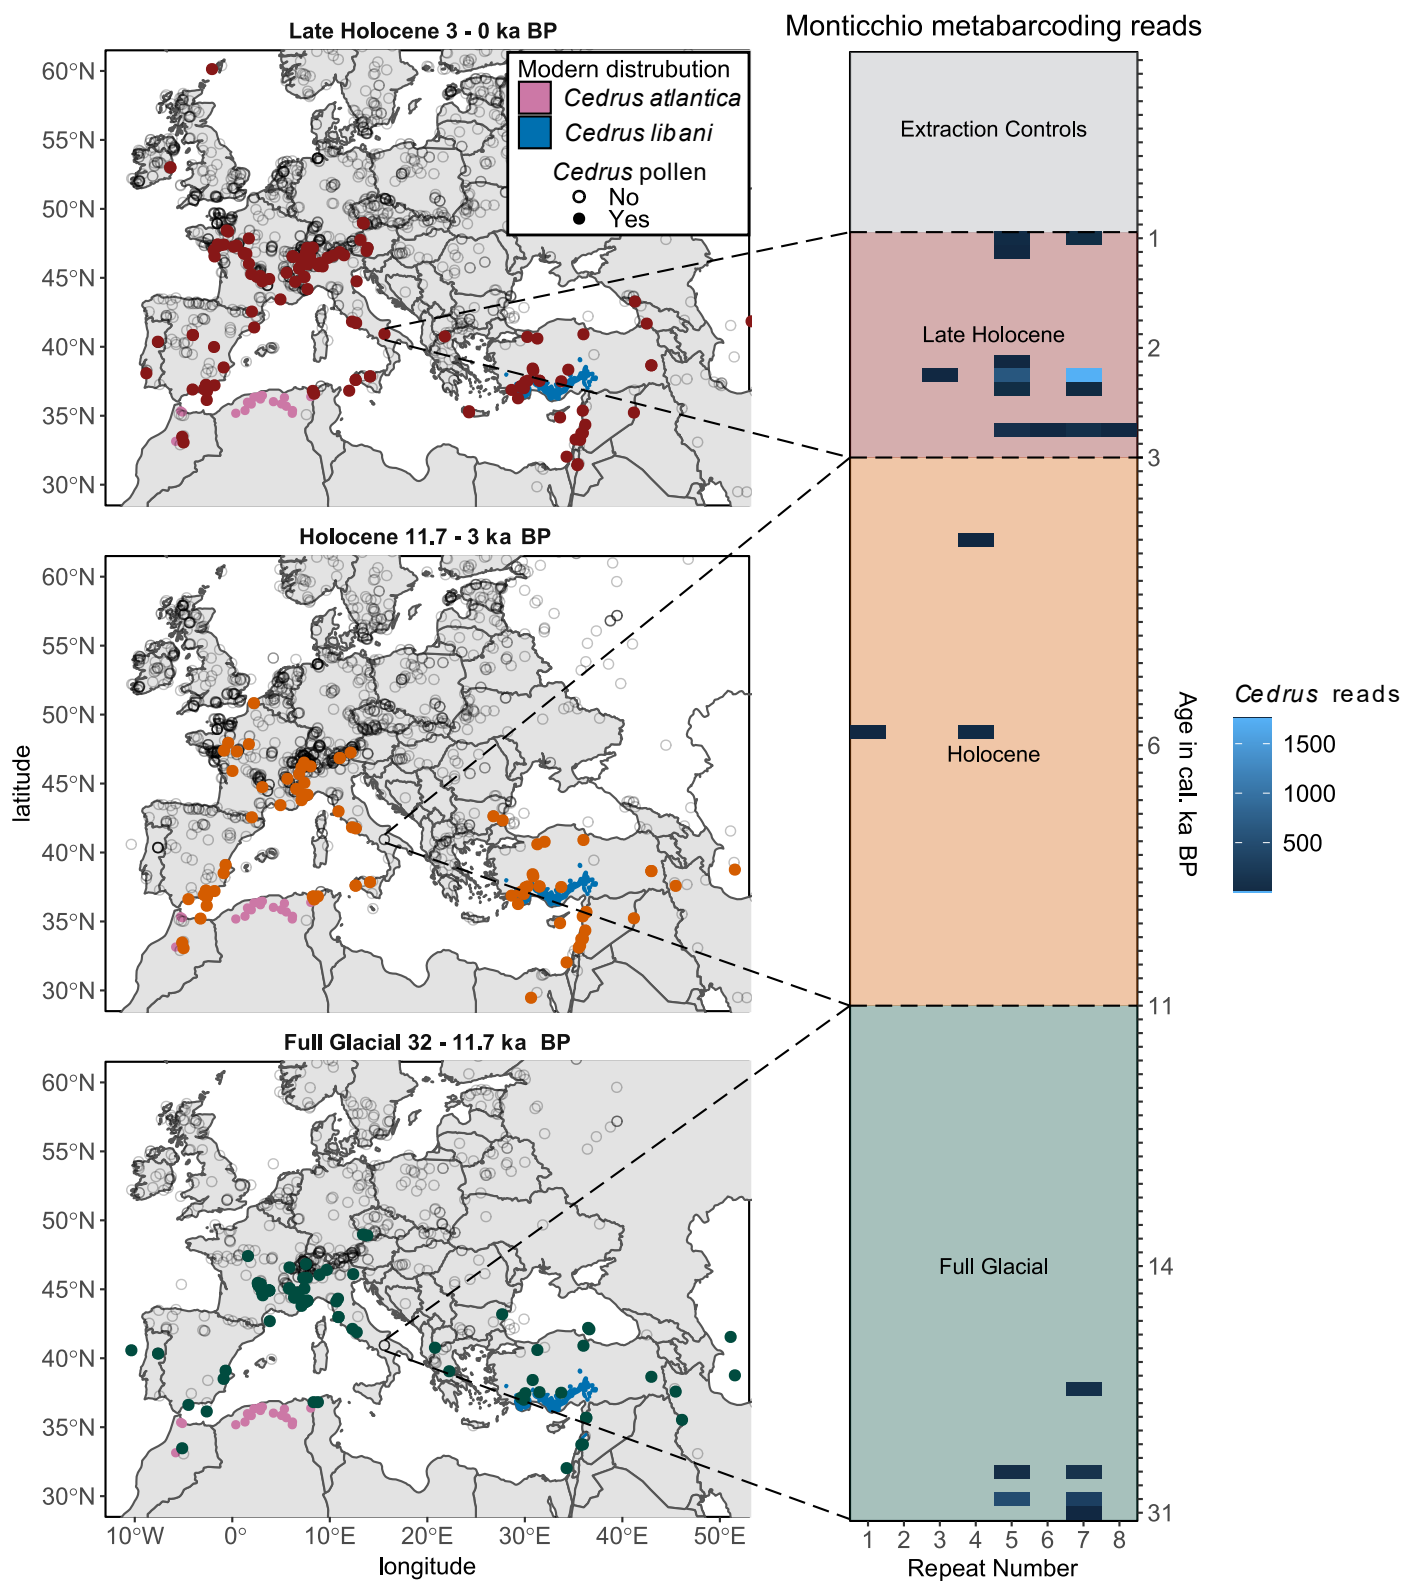 Late Holocene 3 - 0 ka BP
Monticchio metabarcoding reads
60°N
55°N
50°N
45°N
40°N
35°N
30°N
Modern distrubution
Cedrus atlantica
Cedrus libani
Cedrus pollen
No
Yes
Holocene 11.7 - 3 ka BP
60°N
55°N
50°N
45°N
40°N
35°N
30°N
latitude
Full Glacial 32 - 11.7 ka BP
60°N
55°N
50°N
45°N
40°N
35°N
30°N
10°W 0° 10°E 20°E 30°E 40°E 50°E
longitude
Extraction Controls
Late Holocene
Holocene
Full Glacial
1
2
3
6
11
14
31
Age in cal. ka BP
1 2 3 4 5 6 7 8
Repeat Number
Cedrus reads
1500
1000
500